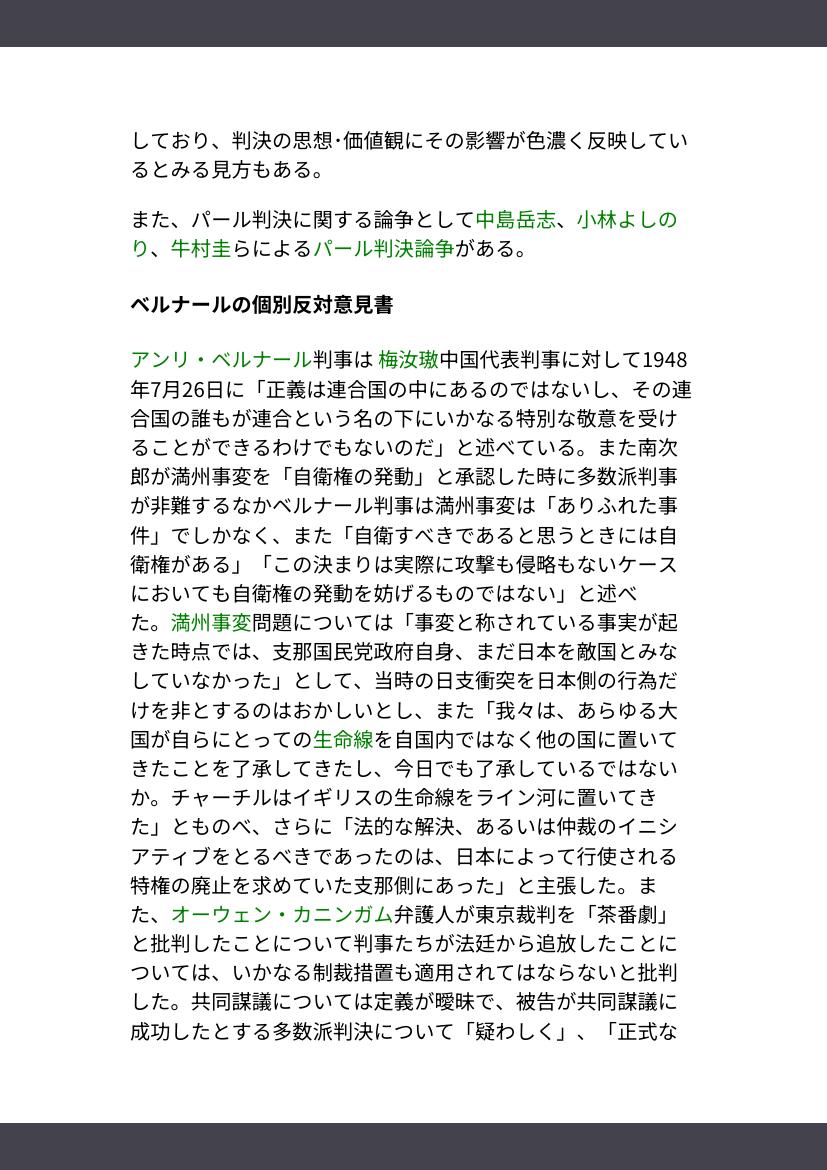 しており、判決の思想･価値観にその影響が色濃く反映してい
るとみる見方もある。
また、パール判決に関する論争として中島岳志、小林よしの
り、牛村圭らによるパール判決論争がある。
ベルナールの個別反対意見書
アンリ・ベルナール判事は 梅汝璈中国代表判事に対して1948
年7月26日に「正義は連合国の中にあるのではないし、その連
合国の誰もが連合という名の下にいかなる特別な敬意を受け
ることができるわけでもないのだ」と述べている。また南次
郎が満州事変を「自衛権の発動」と承認した時に多数派判事
が非難するなかベルナール判事は満州事変は「ありふれた事
件」でしかなく、また「自衛すべきであると思うときには自
衛権がある」「この決まりは実際に攻撃も侵略もないケース
においても自衛権の発動を妨げるものではない」と述べ
た。満州事変問題については「事変と称されている事実が起
きた時点では、支那国民党政府自身、まだ日本を敵国とみな
していなかった」として、当時の日支衝突を日本側の行為だ
けを非とするのはおかしいとし、また「我々は、あらゆる大
国が自らにとっての生命線を自国内ではなく他の国に置いて
きたことを了承してきたし、今日でも了承しているではない
か。チャーチルはイギリスの生命線をライン河に置いてき
た」とものべ、さらに「法的な解決、あるいは仲裁のイニシ
アティブをとるべきであったのは、日本によって行使される
特権の廃止を求めていた支那側にあった」と主張した。ま
た、オーウェン・カニンガム弁護人が東京裁判を「茶番劇」
と批判したことについて判事たちが法廷から追放したことに
ついては、いかなる制裁措置も適用されてはならないと批判
した。共同謀議については定義が曖昧で、被告が共同謀議に
成功したとする多数派判決について「疑わしく」、「正式な